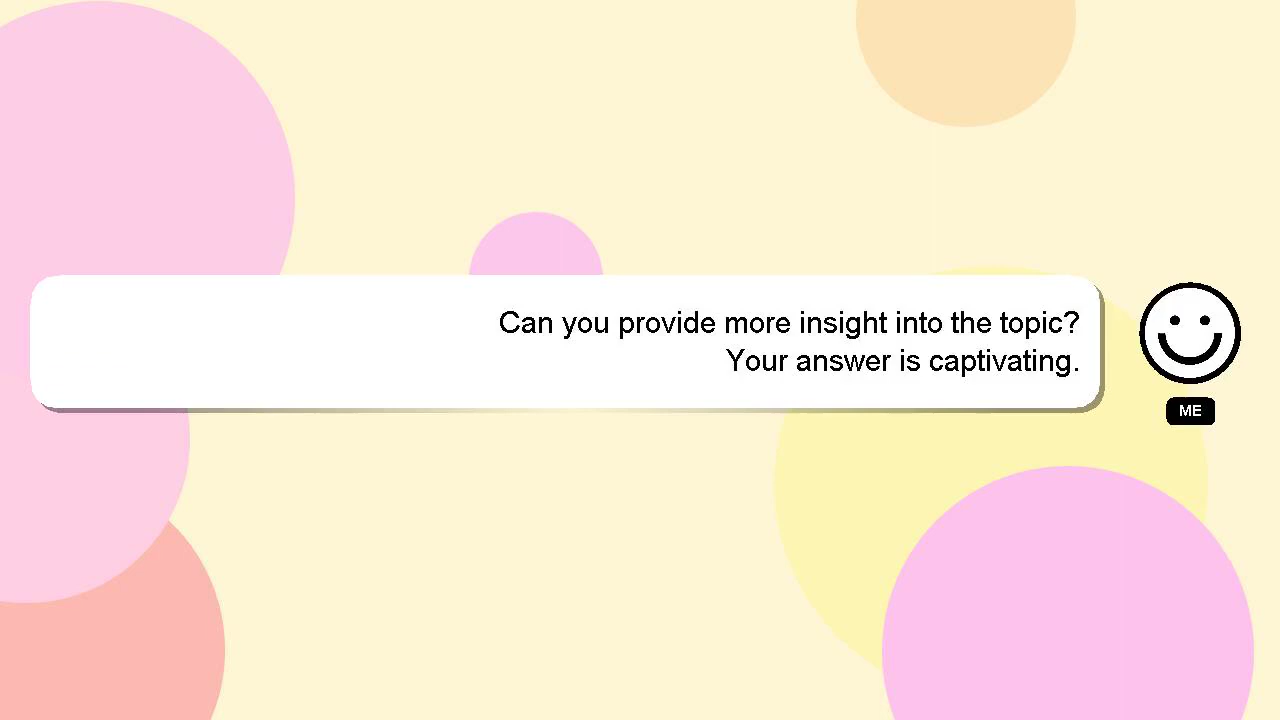 Can you provide more insight into the topic?
Your answer is captivating.
ME